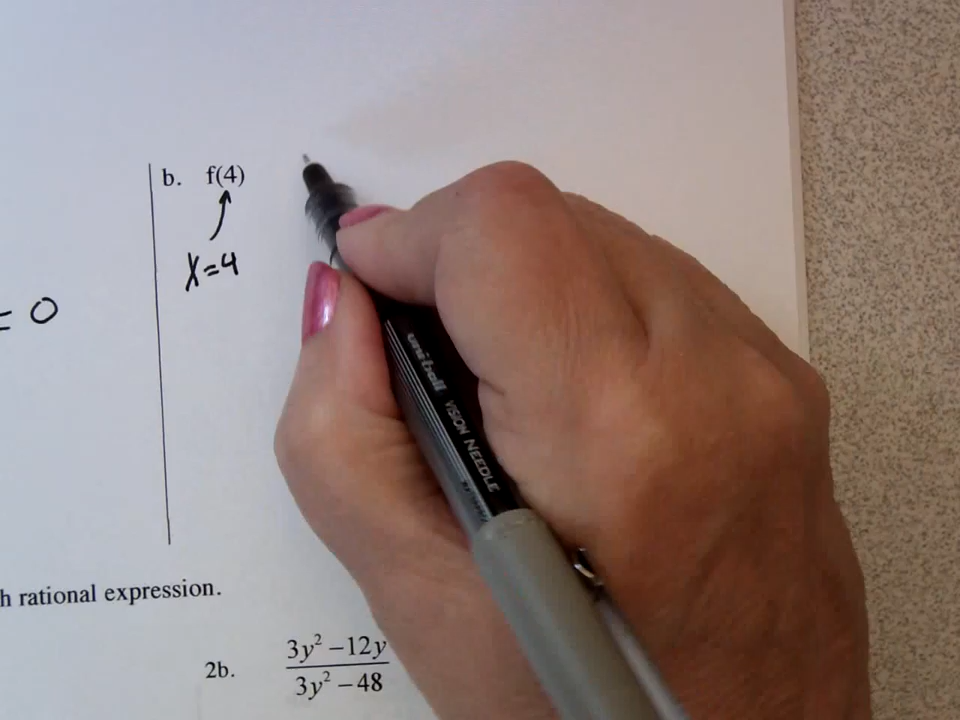 b. f(4)
x=4
= 0
uni-ball VISION NEEDLE
h rational expression.
2b. 3y² − 12y
3y² − 48